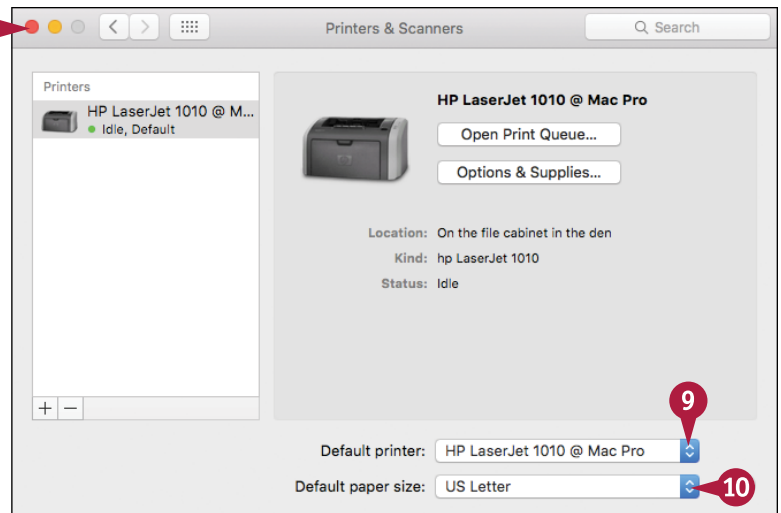 Printers & Scanners
Search
Printers
HP LaserJet 1010 @ M...
Idle, Default
HP LaserJet 1010 @ Mac Pro
Open Print Queue...
Options & Supplies...
Location: On the file cabinet in the den
Kind: hp LaserJet 1010
Status: Idle
+ −
9
Default printer: HP LaserJet 1010 @ Mac Pro
Default paper size: US Letter
10